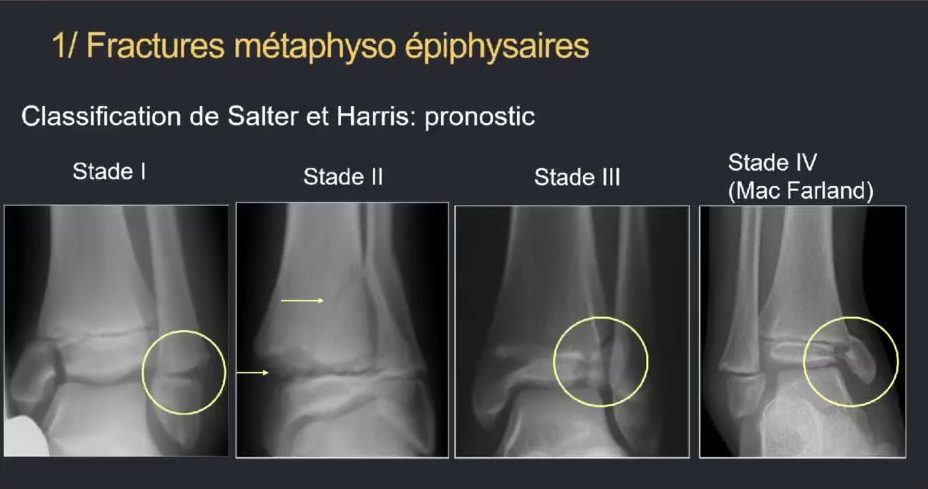 1/ Fractures métaphyso épiphysaires
Classification de Salter et Harris: pronostic
Stade I
Stade II
Stade III
Stade IV
(Mac Farland)